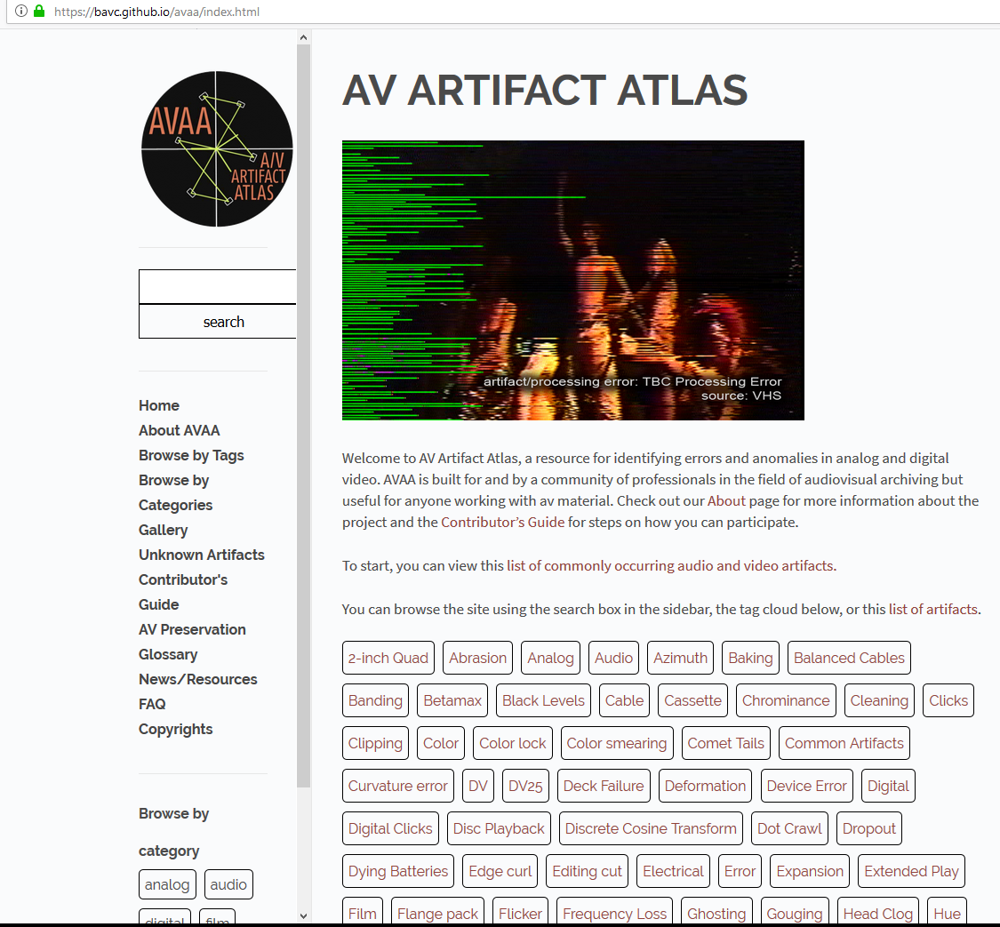 https://bavc.github.io/avaa/index.html
AVAA
A/V
ARTIFACT
ATLAS
search
Home
About AVAA
Browse by Tags
Browse by
Categories
Gallery
Unknown Artifacts
Contributor's
Guide
AV Preservation
Glossary
News/Resources
FAQ
Copyrights
Browse by
category
analog audio
digital film
AV ARTIFACT ATLAS
artifact/processing error: TBC Processing Error
source: VHS
Welcome to AV Artifact Atlas, a resource for identifying errors and anomalies in analog and digital
video. AVAA is built for and by a community of professionals in the field of audiovisual archiving but
useful for anyone working with av material. Check out our About page for more information about the
project and the Contributor’s Guide for steps on how you can participate.
To start, you can view this list of commonly occurring audio and video artifacts.
You can browse the site using the search box in the sidebar, the tag cloud below, or this list of artifacts.
2-inch Quad Abrasion Analog Audio Azimuth Baking Balanced Cables
Banding Betamax Black Levels Cable Cassette Chrominance Cleaning Clicks
Clipping Color Color lock Color smearing Comet Tails Common Artifacts
Curvature error DV DV25 Deck Failure Deformation Device Error Digital
Digital Clicks Disc Playback Discrete Cosine Transform Dot Crawl Dropout
Dying Batteries Edge curl Editing cut Electrical Error Expansion Extended Play
Film Flange pack Flicker Frequency Loss Ghosting Gouging Head Clog Hue